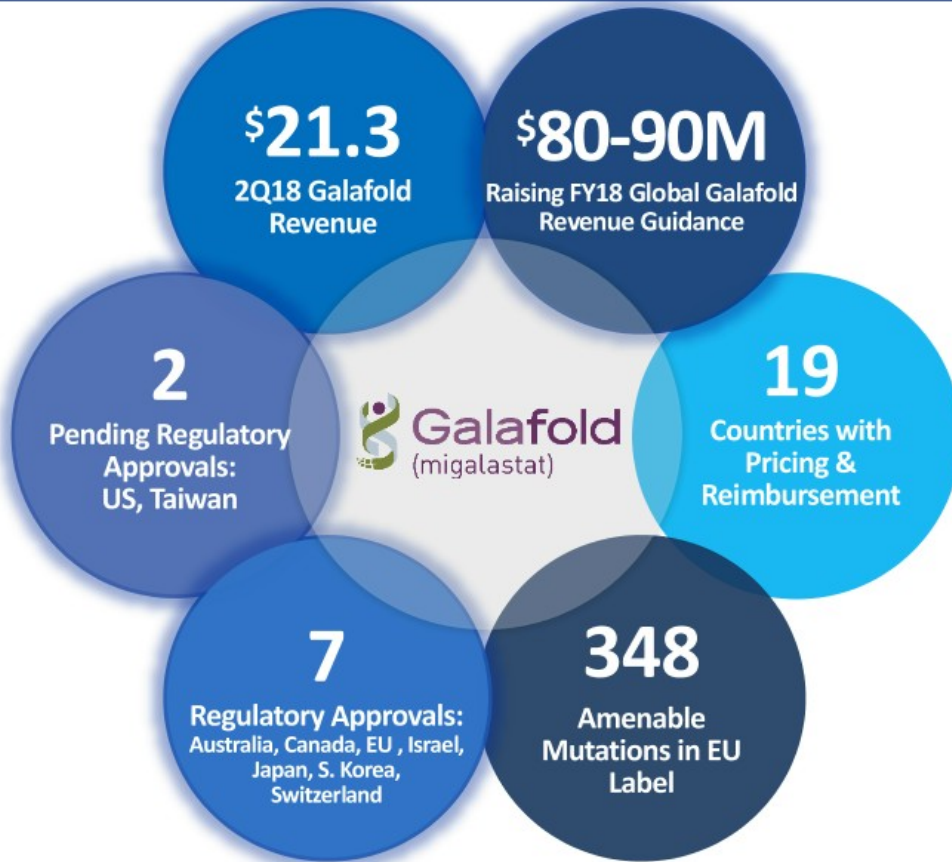 $21.3
2Q18 Galafold
Revenue
$80-90M
Raising FY18 Global Galafold
Revenue Guidance
2
Pending Regulatory
Approvals:
US, Taiwan
Galafold
(migalastat)
19
Countries with
Pricing &
Reimbursement
7
Regulatory Approvals:
Australia, Canada, EU , Israel,
Japan, S. Korea,
Switzerland
348
Amenable
Mutations in EU
Label